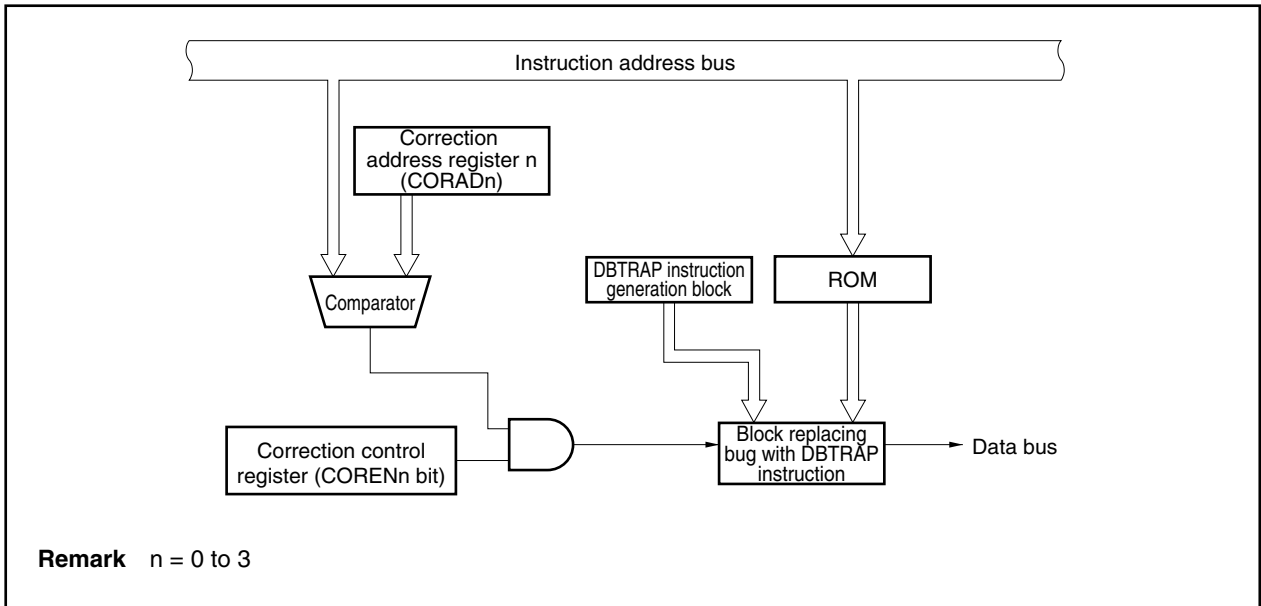 Instruction address bus
Correction
address register n
(CORADn)
DBTRAP instruction
generation block
ROM
Comparator
Correction control
register (CORENn bit)
Block replacing
bug with DBTRAP
instruction
Data bus
Remark n = 0 to 3